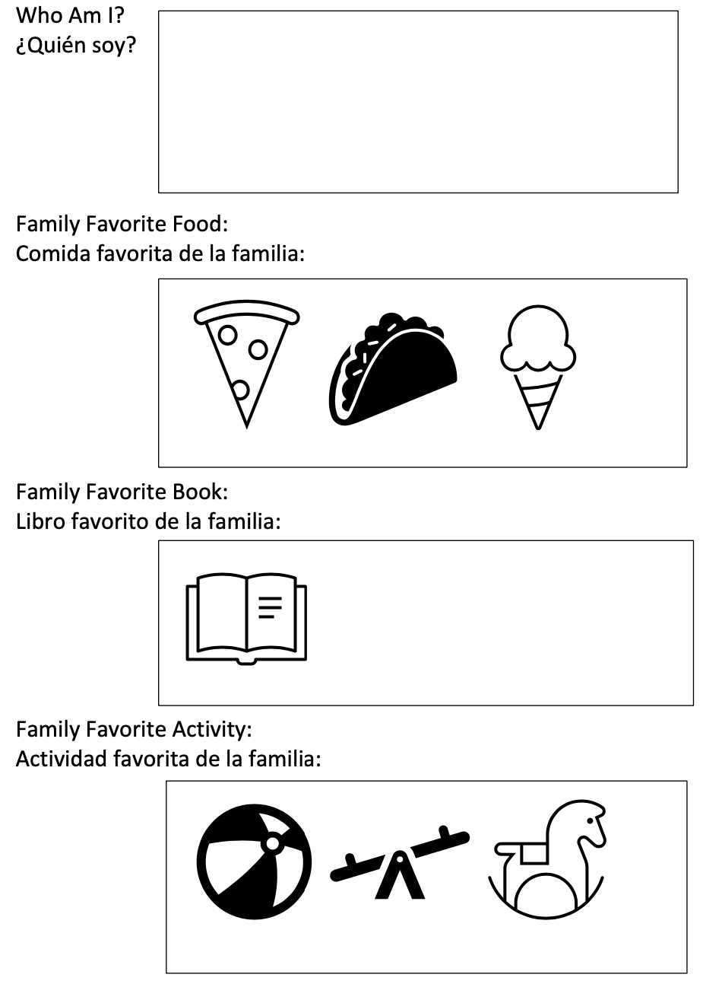 Who Am I?
¿Quién soy?
Family Favorite Food:
Comida favorita de la familia:
Family Favorite Book:
Libro favorito de la familia:
Family Favorite Activity:
Actividad favorita de la familia: